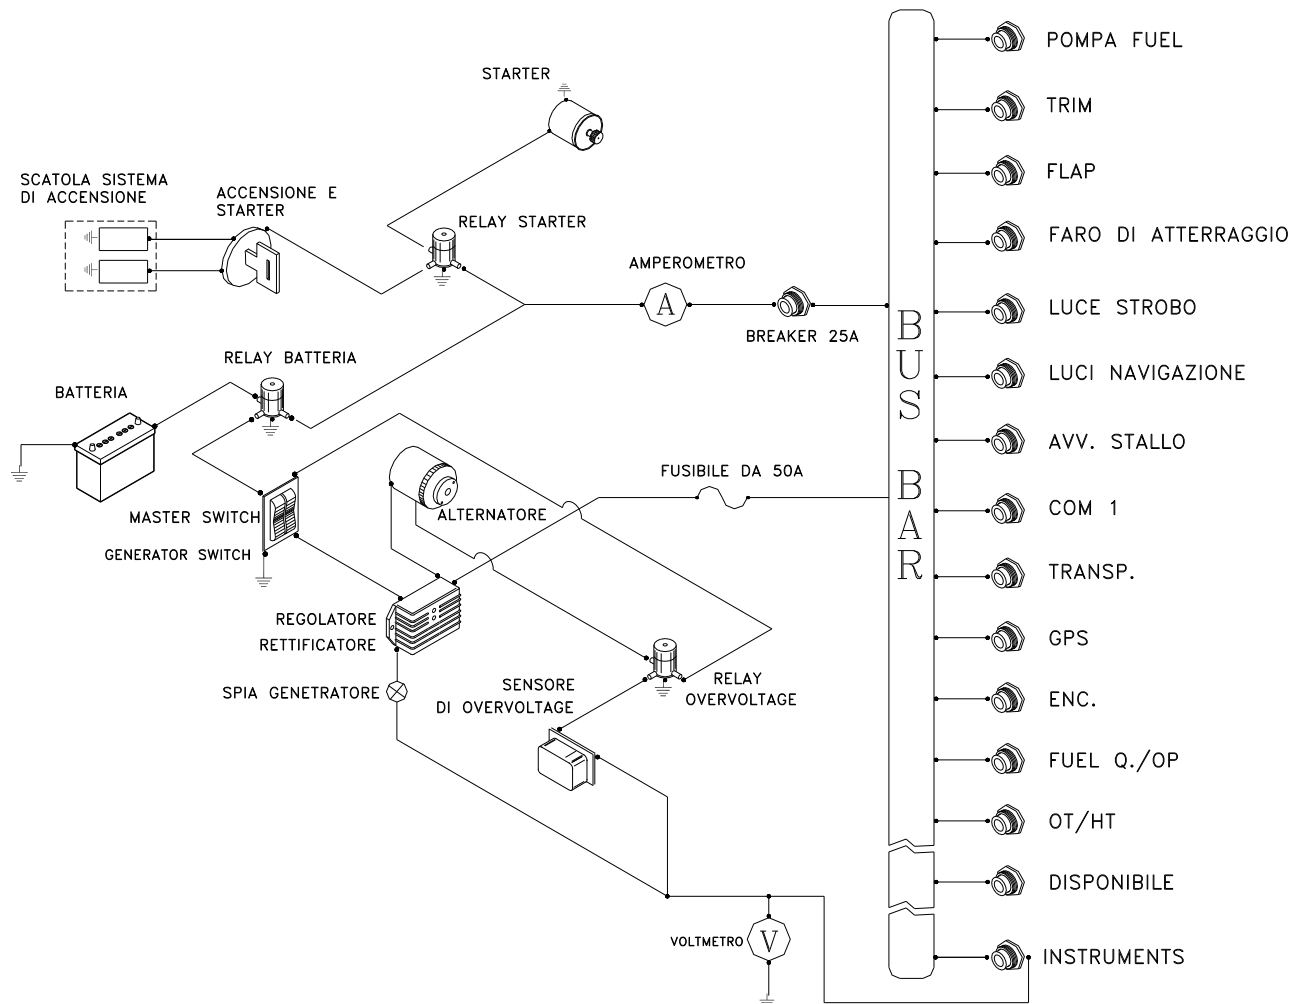 POMPA FUEL
STARTER
TRIM
SCATOLA SISTEMA
DI ACCENSIONE
ACCENSIONE E
STARTER
FLAP
RELAY STARTER
FARO DI ATTERRAGGIO
AMPEROMETRO
A
BREAKER 25A
LUCE STROBO
RELAY BATTERIA
BATTERIA
LUCI NAVIGAZIONE
BUS BAR
AVV. STALLO
FUSIBILE DA 50A
MASTER SWITCH
ALTERNATORE
COM 1
GENERATOR SWITCH
TRANSP.
REGOLATORE
RETTIFICATORE
GPS
SPIA GENETRATORE
SENSORE
DI OVERVOLTAGE
RELAY
OVERVOLTAGE
ENC.
FUEL Q./OP
OT/HT
DISPONIBILE
VOLTMETRO
V
INSTRUMENTS